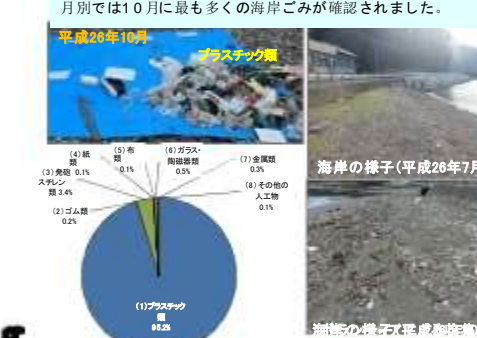 月別では10月に最も多くの海岸ごみが確認されました。
平成26年10月
プラスチック類
(4)紙類 0.1%
(5)布類 0.1%
(6)ガラス・陶磁器類 0.5%
(7)金属類 0.3%
(3)発砲スチレン類 3.4%
(8)その他の人工物 0.1%
(2)ゴム類 0.2%
(1)プラスチック類 95.2%
海岸の様子(平成26年7月